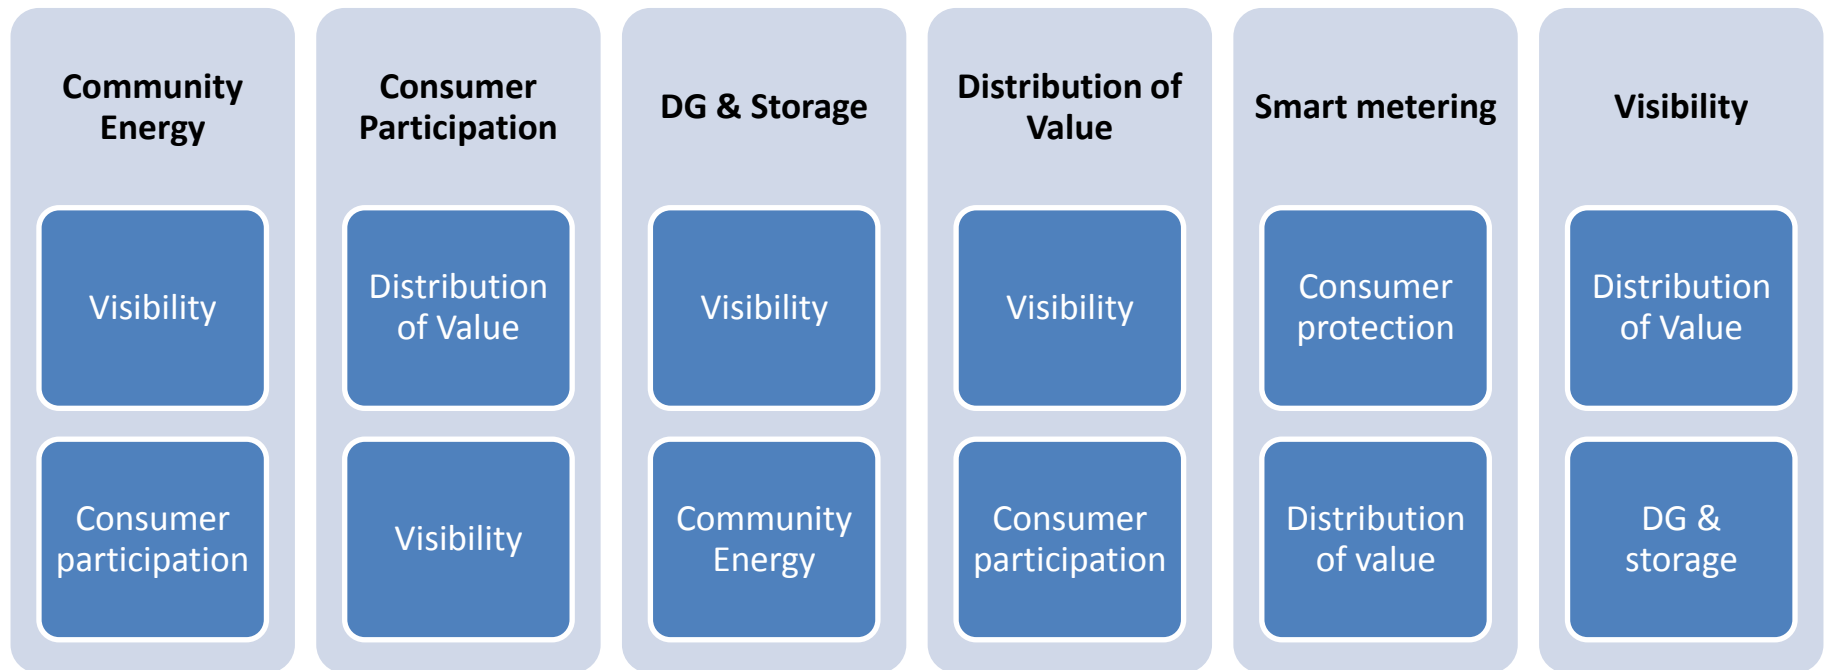 Community
Energy
Visibility
Consumer
participation
Consumer
Participation
Distribution
of Value
Visibility
DG & Storage
Visibility
Community
Energy
Distribution of
Value
Visibility
Consumer
participation
Smart metering
Consumer
protection
Distribution
of value
Visibility
Distribution
of Value
DG &
storage